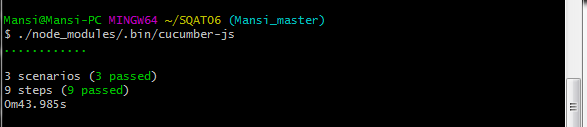 Mansi@Mansi-PC MINGW64 ~/SQAT06 (Mansi_master)
$ ./node_modules/.bin/cucumber-js
............
3 scenarios (3 passed)
9 steps (9 passed)
0m43.985s